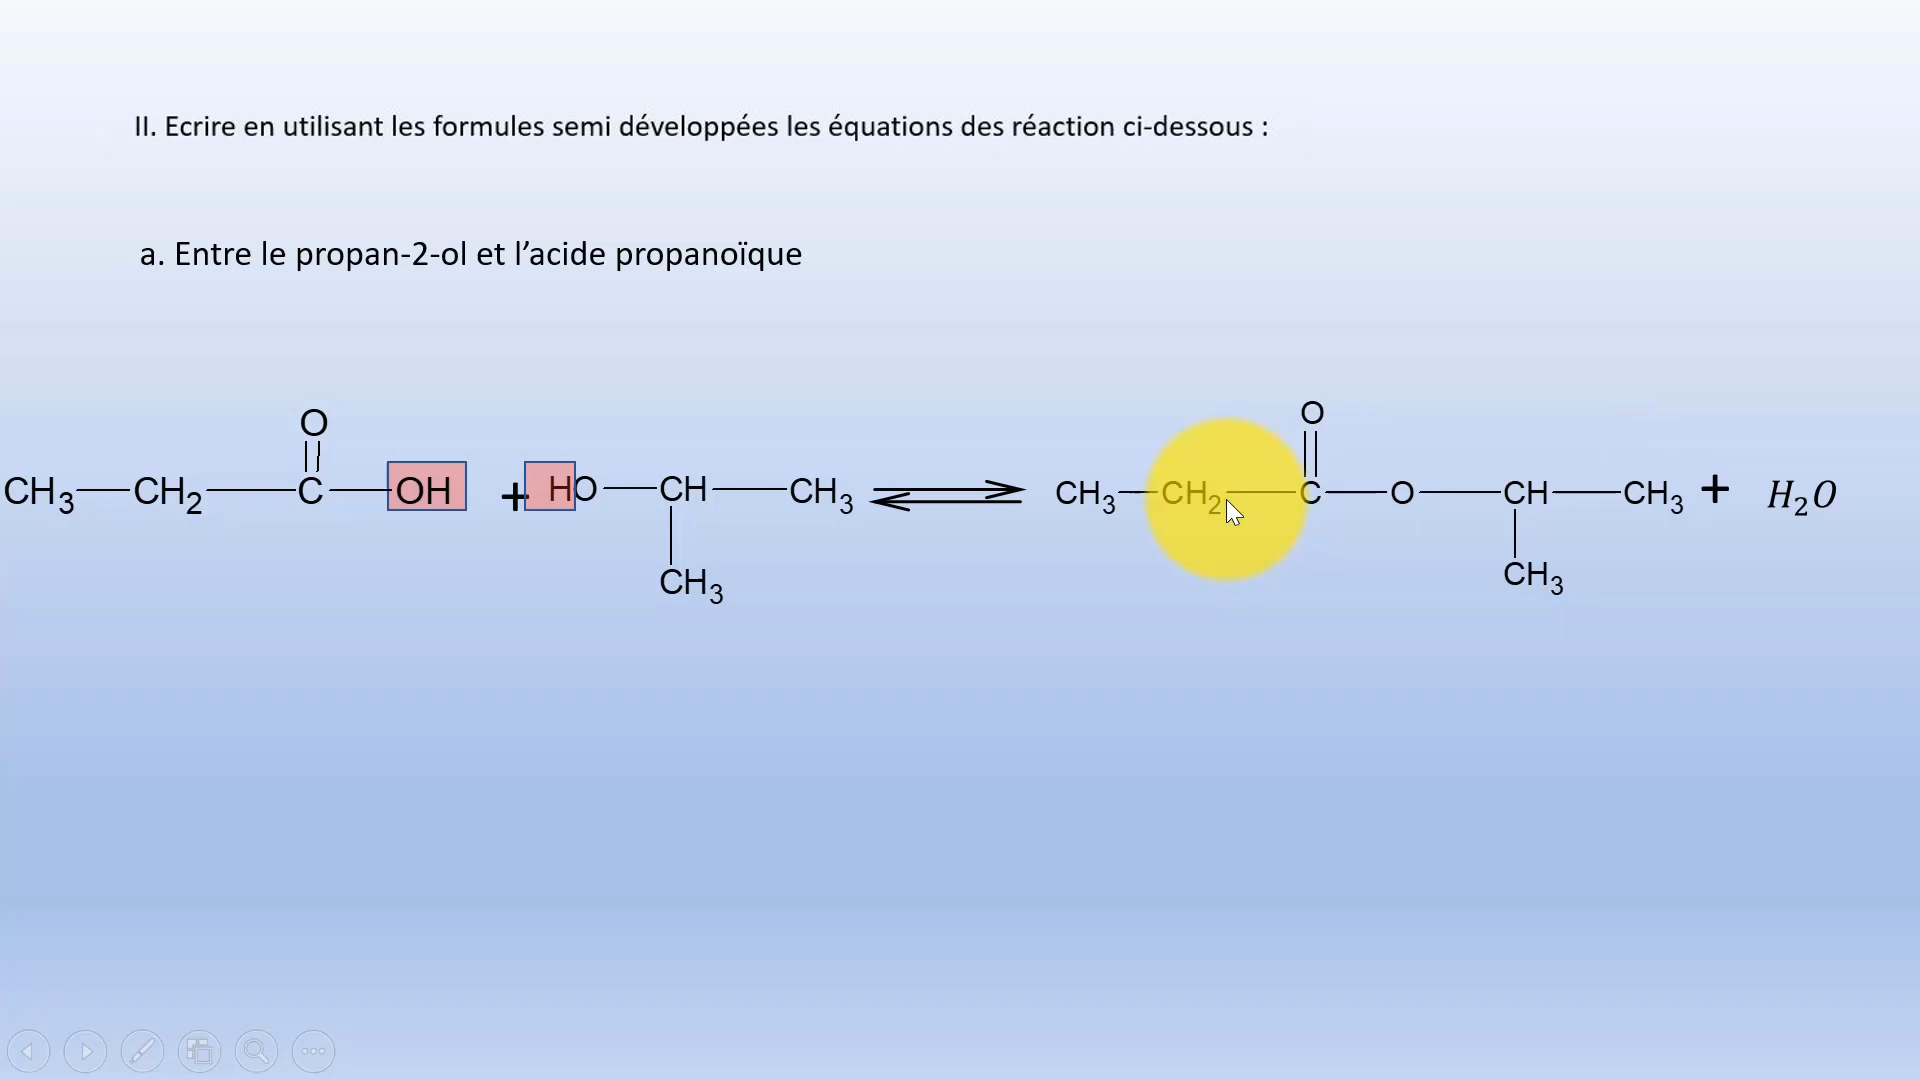 II. Ecrire en utilisant les formules semi développées les équations des réaction ci-dessous :
a. Entre le propan-2-ol et l’acide propanoïque
O O
CH₃ CH₂ C OH + HO CH CH₃ CH₃ CH₂ C O CH CH₃ + H₂O
CH₃ CH₃